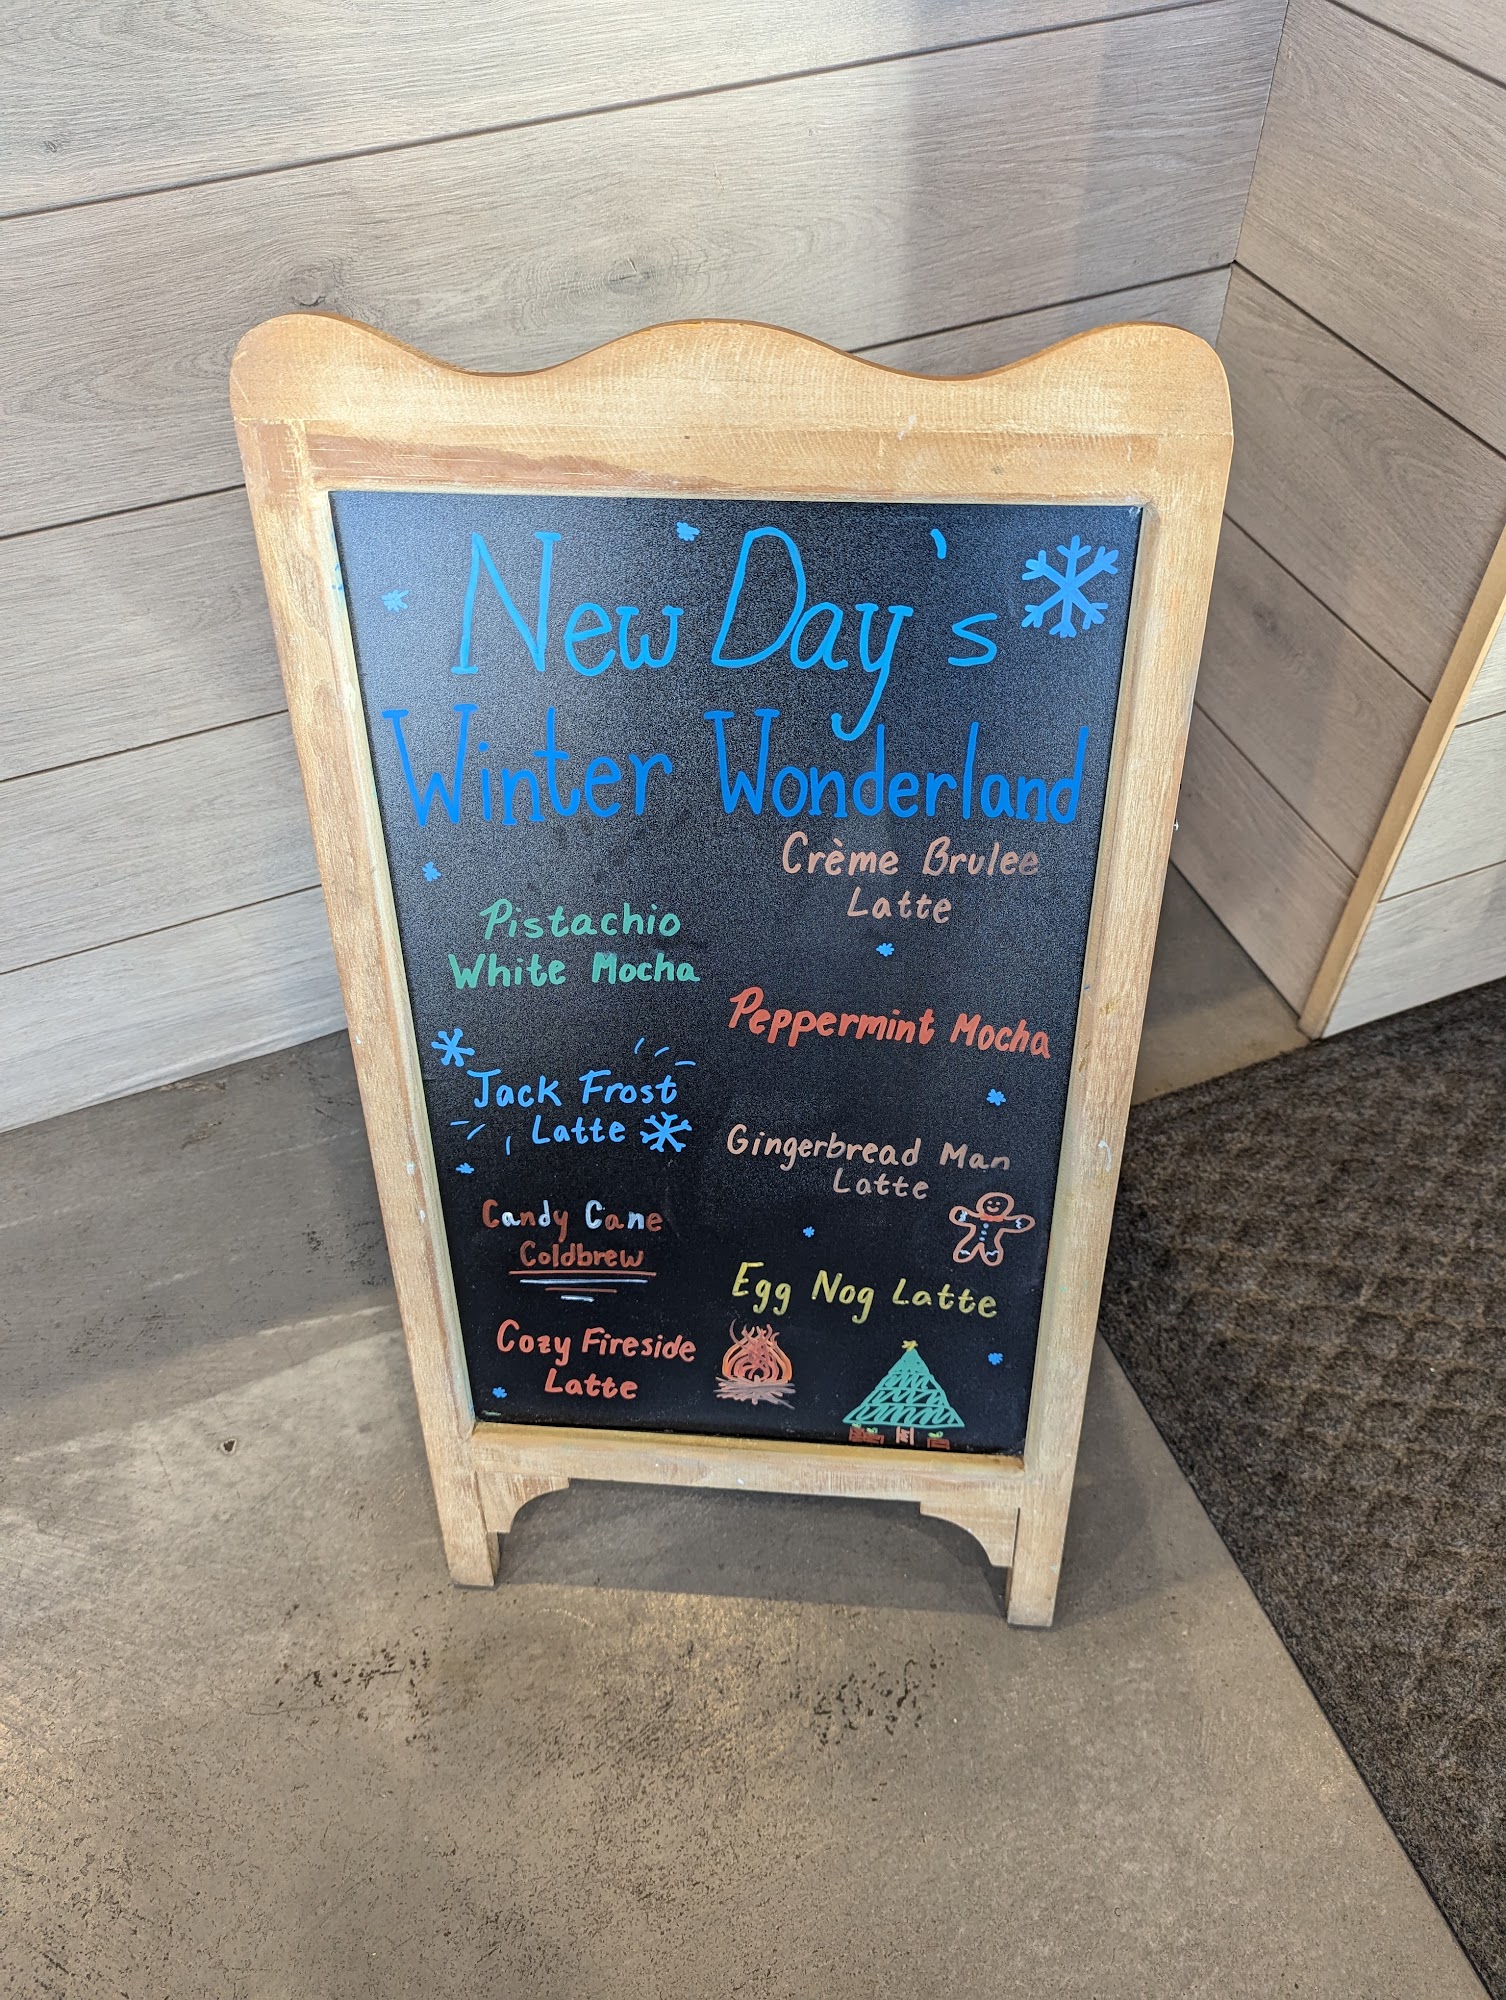 New Day's
Winter Wonderland
Pistachio
White Mocha
Jack Frost
Latte
Candy Cane
Coldbrew
Cozy Fireside
Latte
Crème Brulee
Latte
Peppermint Mocha
Gingerbread Man
Latte
Egg Nog Latte